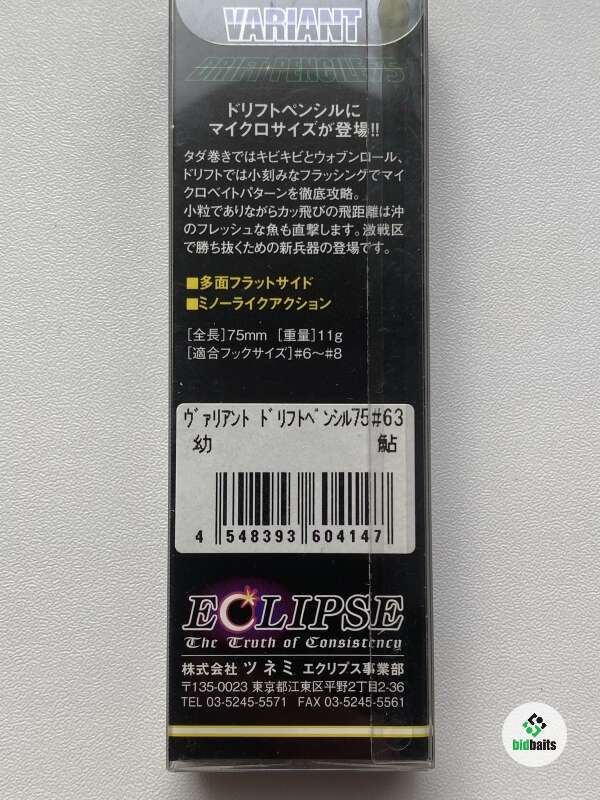 VARIANT
DRIFT PENCIL 75
ドリフトペンシルに
マイクロサイズが登場!!
タダ巻きではキビキビとウォブンロール、
ドリフトでは小刻みなフラッシングでマイ
クロベイトパターンを徹底攻略。
小粒でありながらカッ飛びの飛距離は沖
のフレッシュな魚も直撃します。激戦区
で勝ち抜くための新兵器の登場です。
■多面フラットサイド
■ミノーライクアクション
[全長]75mm [重量]11g
[適合フックサイズ]#6〜#8
ヴァリアント ドリフトペンシル75#63
幼 鮎
4 548393 604147
ECLIPSE
The Truth of Consistency
株式会社 ツネミ エクリプス事業部
〒135-0023 東京都江東区平野2丁目2-36
TEL 03-5245-5571 FAX 03-5245-5561
bidbaits